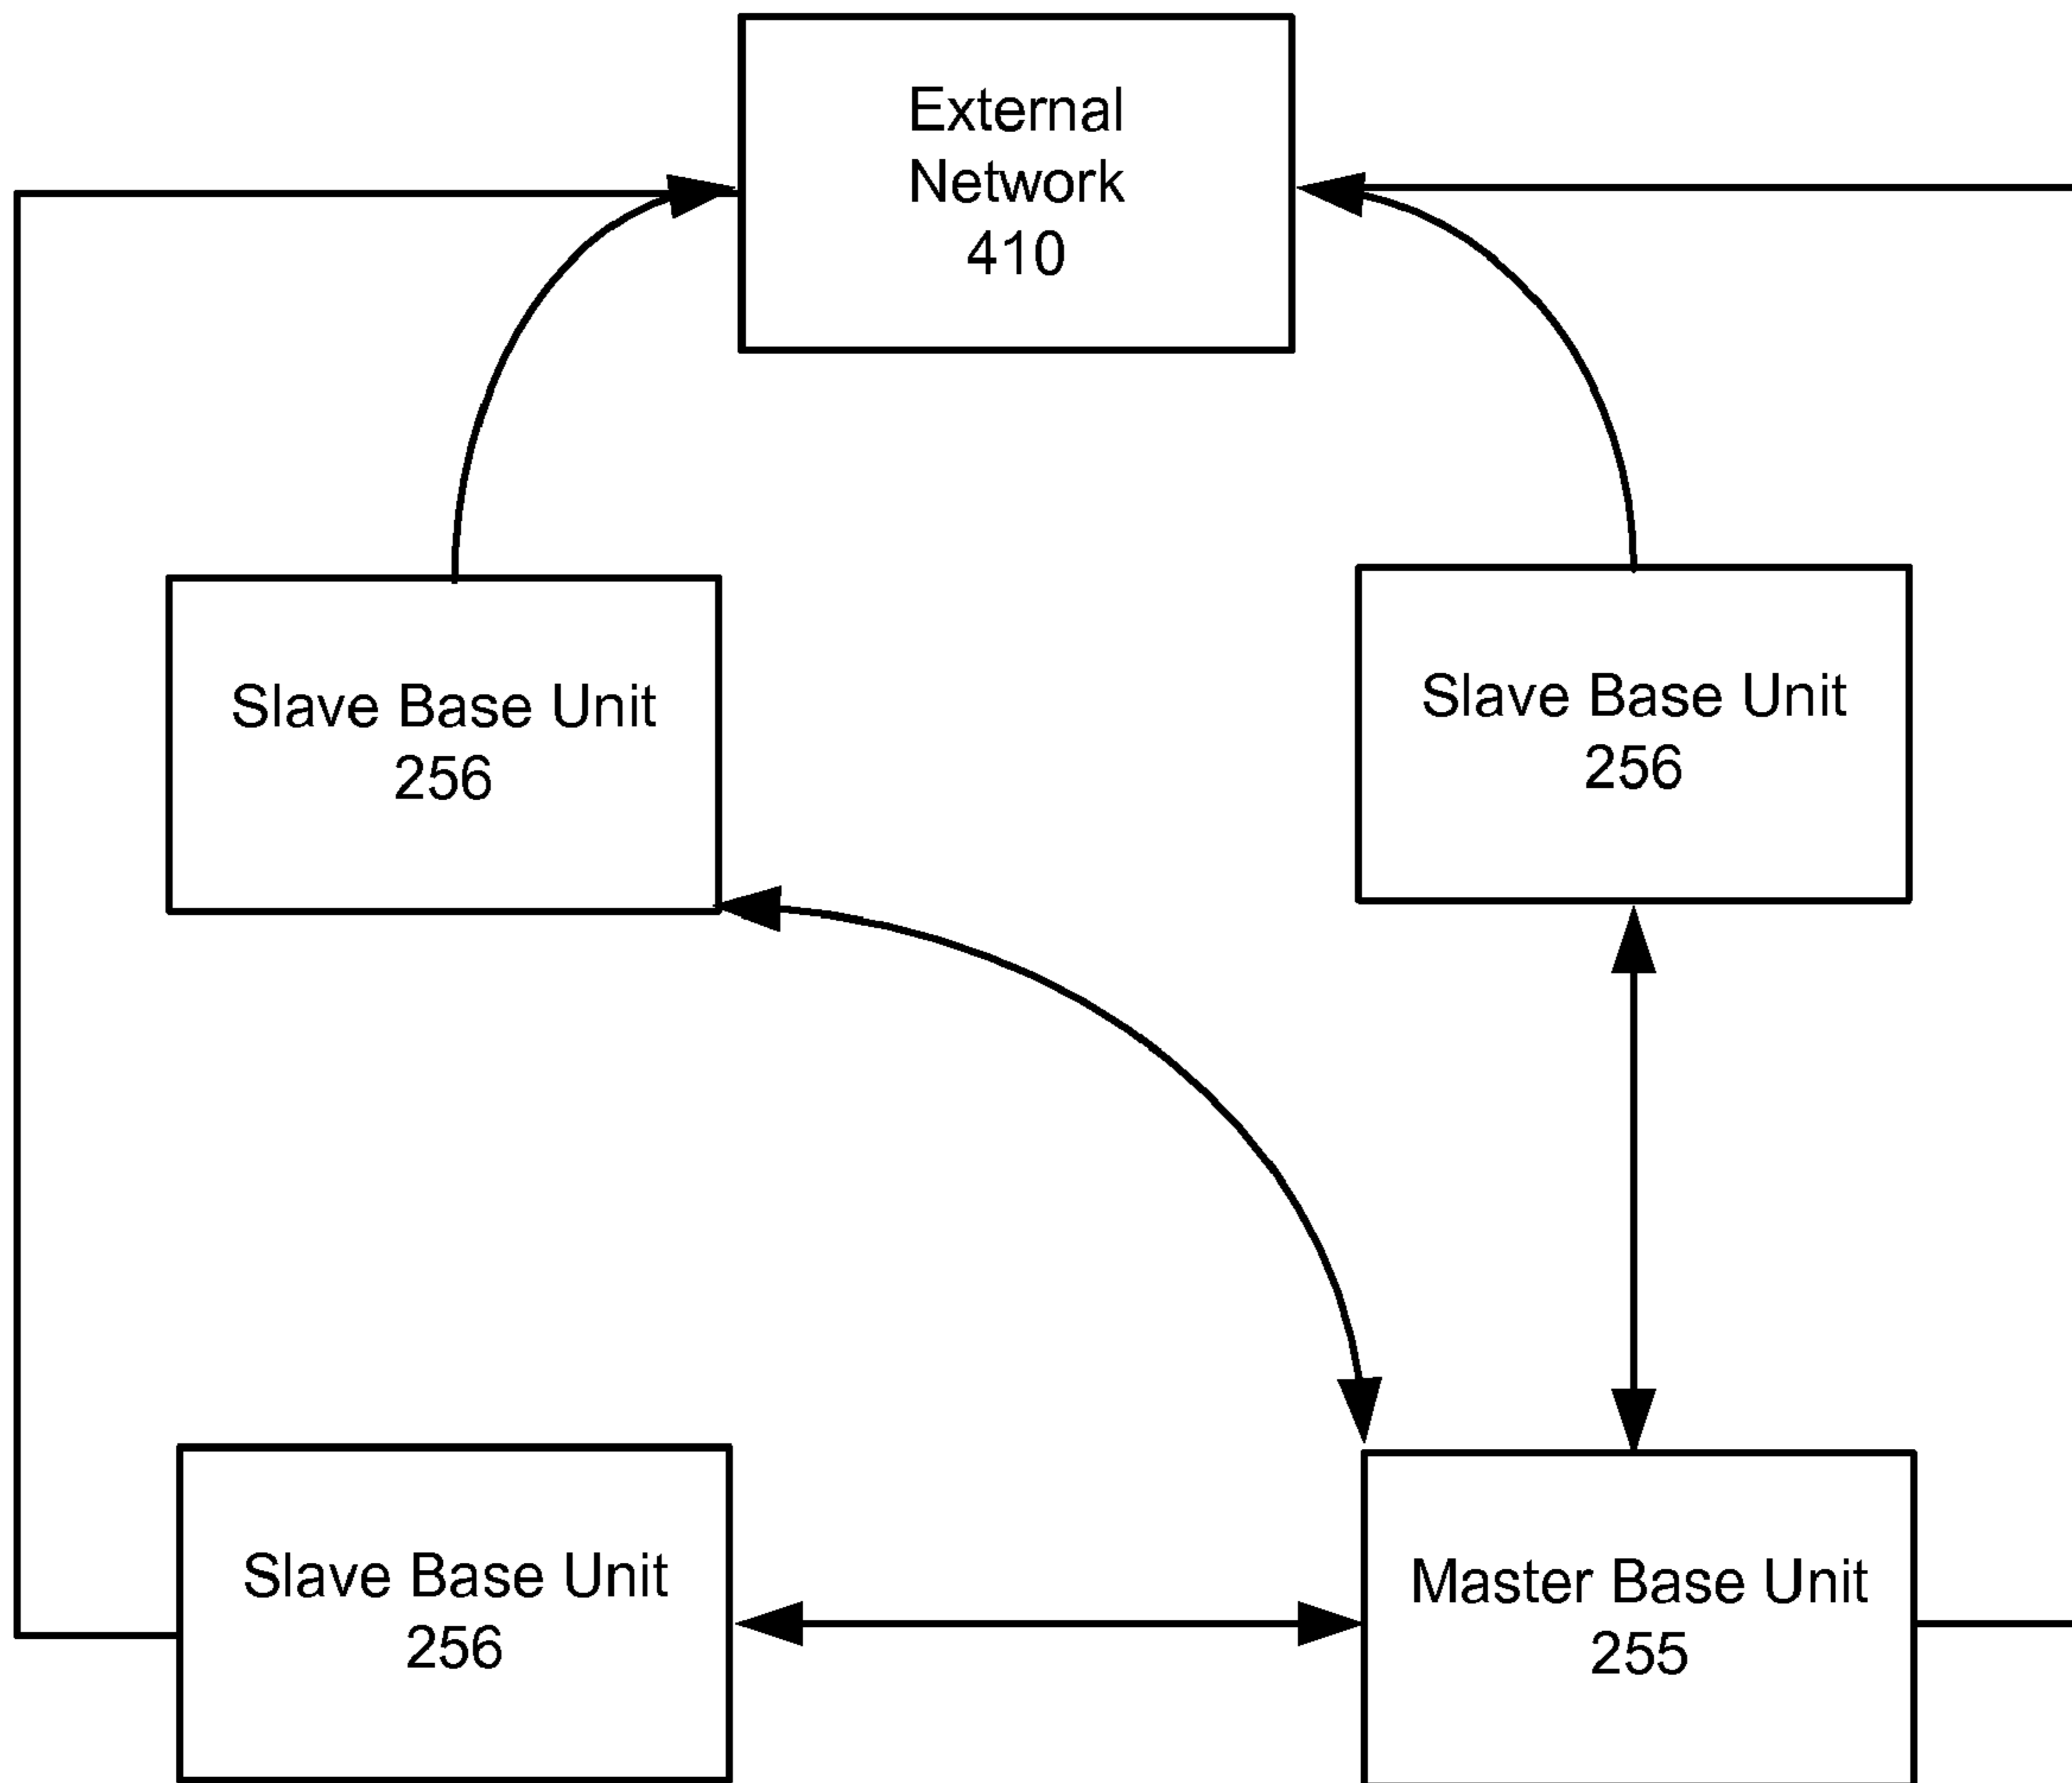 External
Network
410
Slave Base Unit
256
Slave Base Unit
256
Slave Base Unit
256
Master Base Unit
255